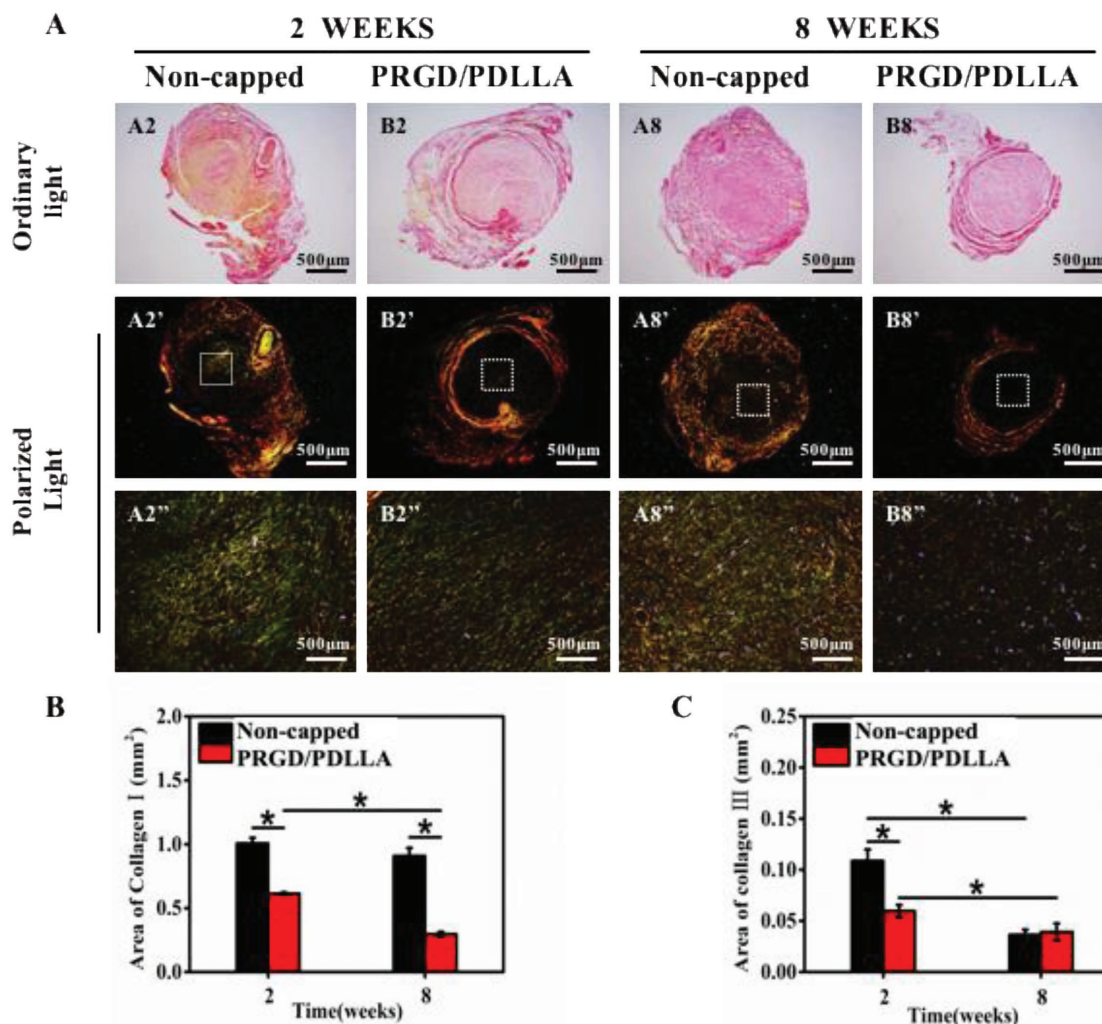 A
2 WEEKS
8 WEEKS
Non-capped
PRGD/PDLLA
Non-capped
PRGD/PDLLA
Ordinary
light
A2
500μm
B2
500μm
A8
500μm
B8
500μm
Polarized
Light
A2’
500μm
B2’
500μm
A8’
500μm
B8’
500μm
A2’’
500μm
B2’’
500μm
A8’’
500μm
B8’’
500μm
B
Area of Collagen I (mm²)
2.0
1.5
1.0
0.5
0.0
Non-capped
PRGD/PDLLA
*
*
*
2
8
Time(weeks)
C
Area of collagen III (mm²)
0.25
0.20
0.15
0.10
0.05
0.00
Non-capped
PRGD/PDLLA
*
*
*
2
8
Time(weeks)